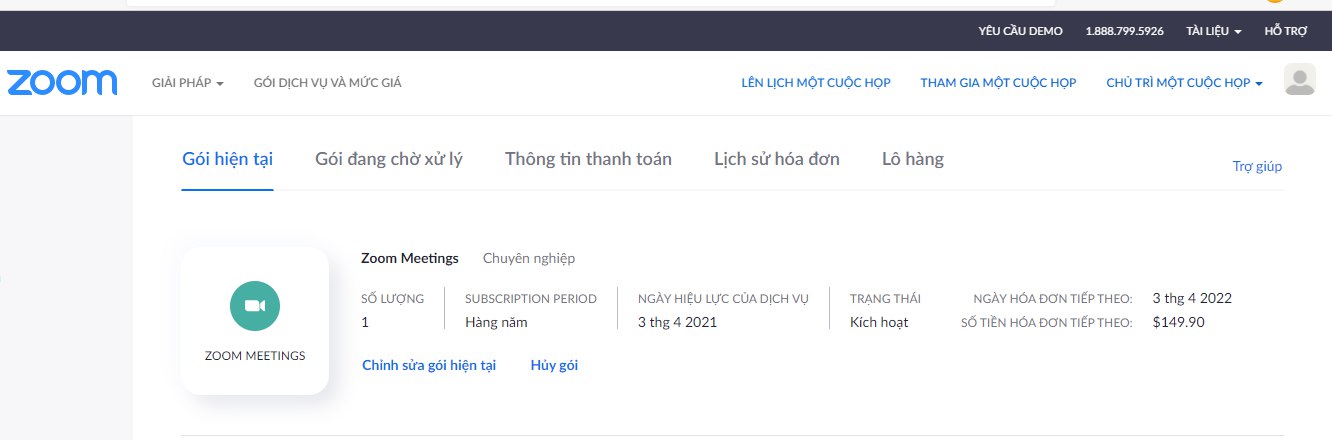 YÊU CẦU DEMO 1.888.799.5926 TÀI LIỆU HỖ TRỢ
zoom GIẢI PHÁP GÓI DỊCH VỤ VÀ MỨC GIÁ LÊN LỊCH MỘT CUỘC HỌP THAM GIA MỘT CUỘC HỌP CHỦ TRÌ MỘT CUỘC HỌP
Gói hiện tại Gói đang chờ xử lý Thông tin thanh toán Lịch sử hóa đơn Lô hàng Trợ giúp
Zoom Meetings Chuyên nghiệp
SỐ LƯỢNG SUBSCRIPTION PERIOD NGÀY HIỆU LỰC CỦA DỊCH VỤ TRẠNG THÁI NGÀY HÓA ĐƠN TIẾP THEO: 3 thg 4 2022
1 Hàng năm 3 thg 4 2021 Kích hoạt SỐ TIỀN HÓA ĐƠN TIẾP THEO: $149.90
ZOOM MEETINGS
Chỉnh sửa gói hiện tại Hủy gói